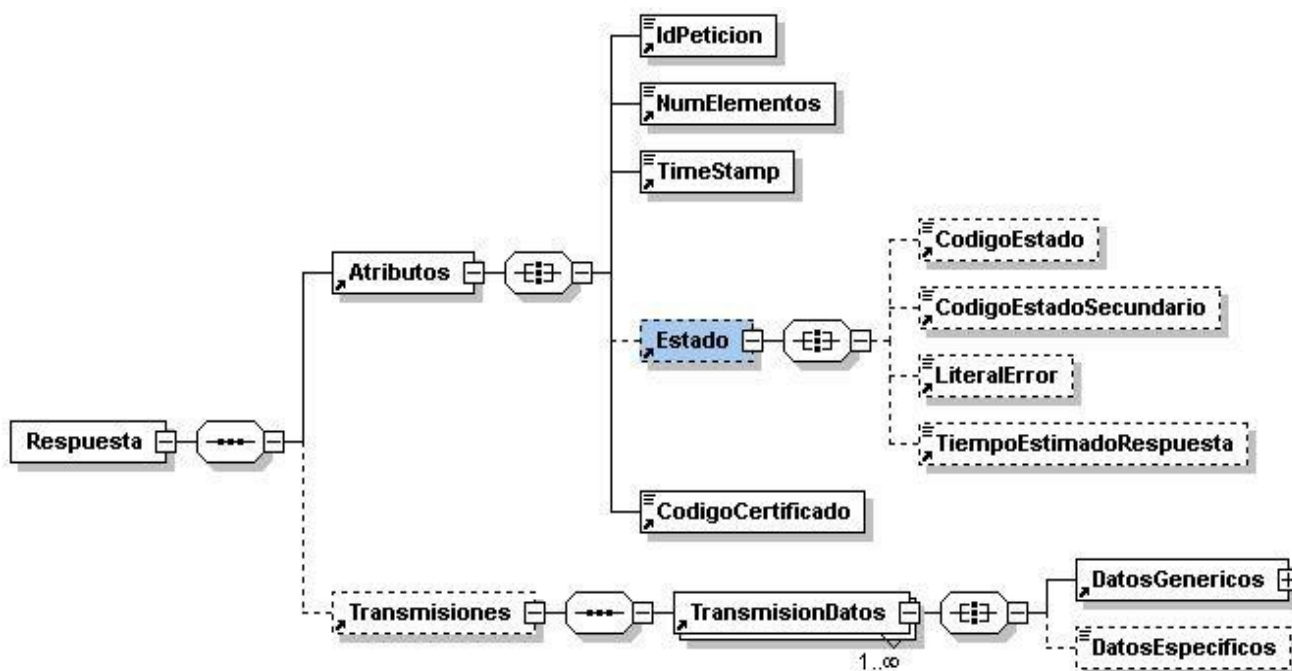 IdPeticion
NumElementos
TimeStamp
CodigoEstado
Atributos
CodigoEstadoSecundario
Estado
LiteralError
Respuesta
TiempoEstimadoRespuesta
CodigoCertificado
DatosGenericos
Transmisiones
TransmisionDatos
1..∞
DatosEspecificos